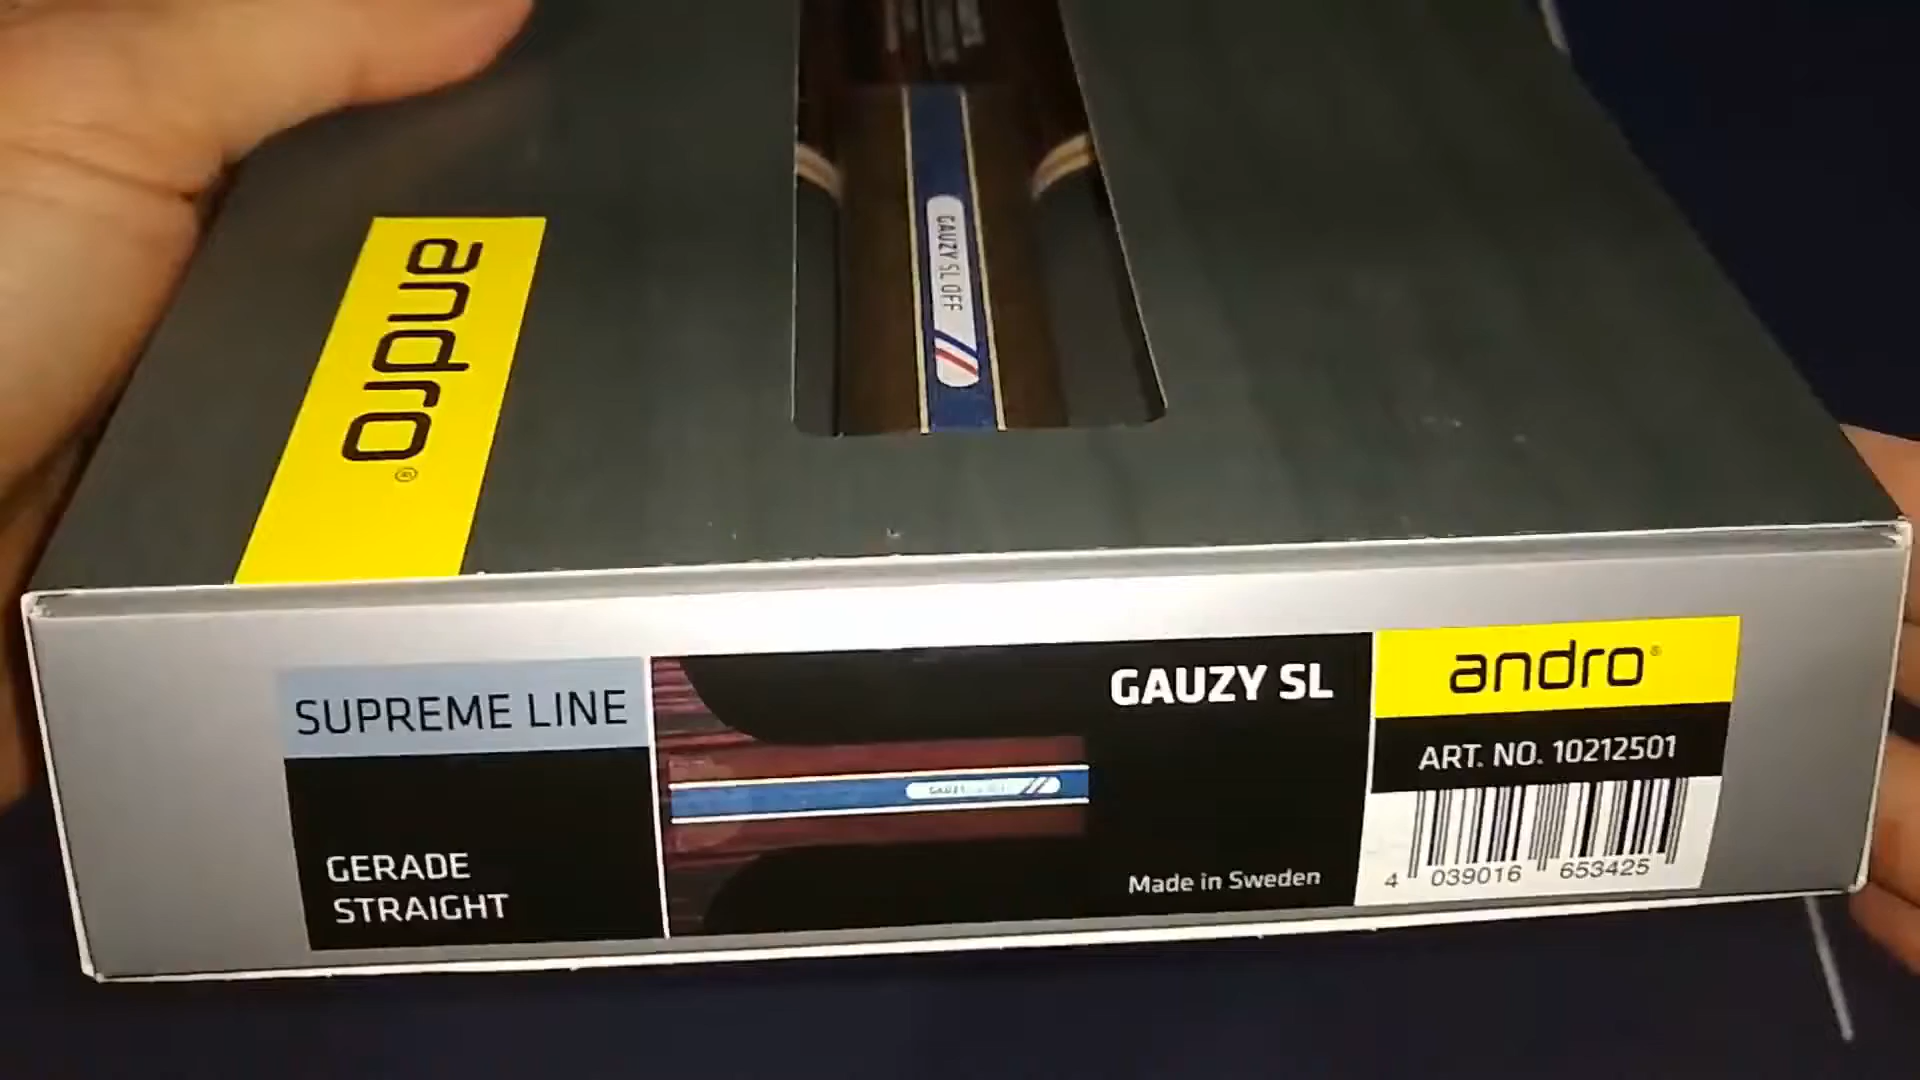 andro®
GAUZY SL OFF
SUPREME LINE
GERADE
STRAIGHT
GAUZY SL
Made in Sweden
andro®
ART. NO. 10212501
4 039016 653425